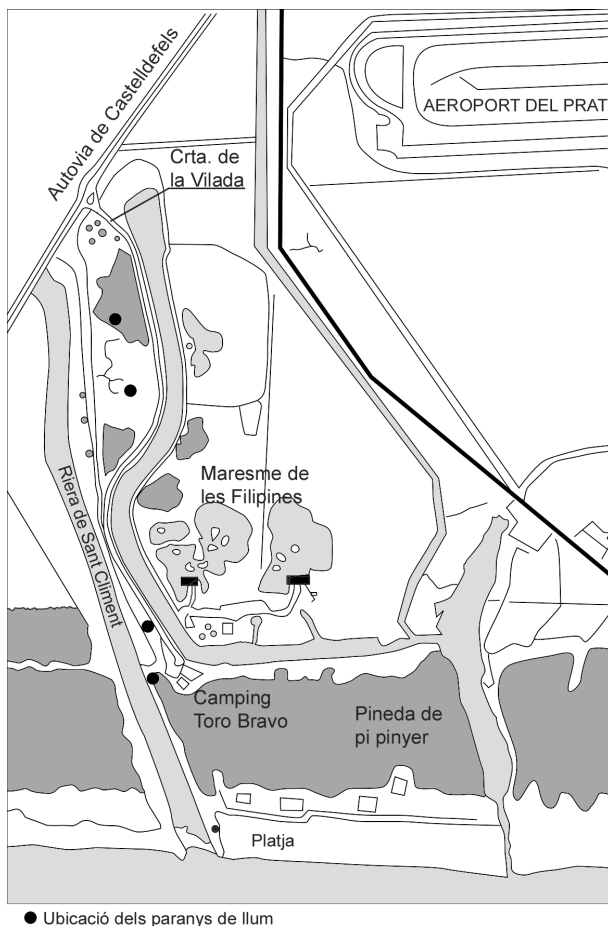 Autovia de Castelldefels
AEROPORT DEL PRAT
Crta. de
la Vilada
Maresme de
les Filipines
Riera de Sant Climent
Camping
Toro Bravo
Pineda de
pi pinyer
Platja
Ubicació dels paranys de llum